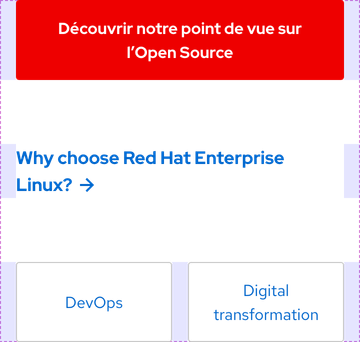 Découvrir notre point de vue sur
l’Open Source
Why choose Red Hat Enterprise
Linux? →
DevOps
Digital
transformation